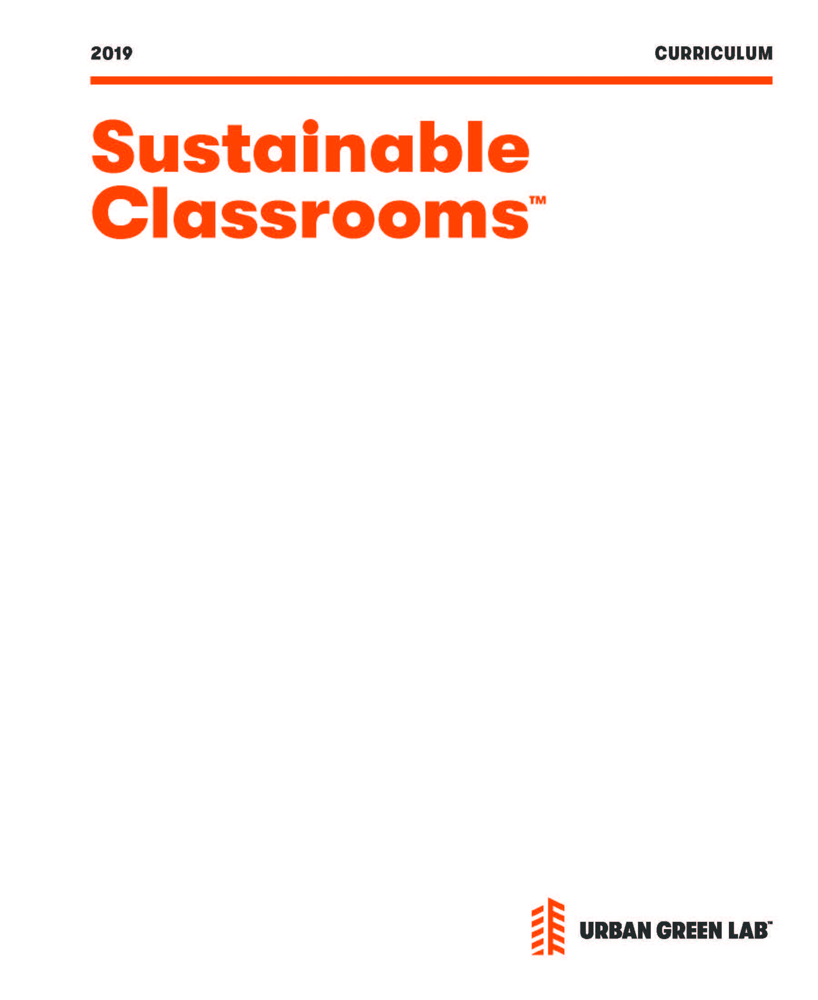 2019 CURRICULUM
Sustainable
Classrooms™
URBAN GREEN LAB™